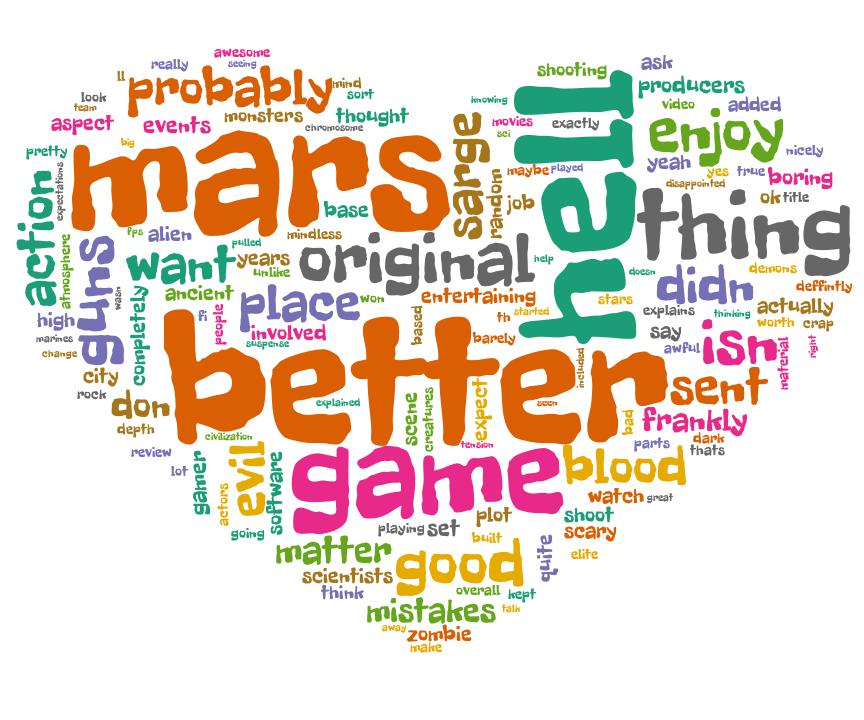 awesome
really
seeing
ll
probably
mind
sort
look
team
monsters
thought
aspect
events
chromosome
big
pretty
expectations
mars
sarge
action
base
random
mindless
knowing
movies
sci
exactly
shooting
ask
producers
video
added
hell
enjoy
nicely
yeah
yes
true
boring
disappointed
ok
title
maybe
played
job
thing
atmosphere
guns
fps
alien
pulled
want
years
unlike
original
help
doesn
didn
demons
deffintly
wasn
completely
ancient
place
won
entertaining
stars
explains
thinking
actually
worth
crap
high
marines
change
fi
people
involved
suspense
based
th
started
barely
say
awful
isn
material
right
city
rock
better
included
sent
don
depth
explained
scene
creatures
expect
seen
bad
frankly
civilization
tension
parts
dark
thats
review
lot
gamer
actors
evil
software
game
blood
watch
great
going
playing
set
plot
shoot
scary
built
quite
elite
matter
scientists
good
think
overall
kept
mistakes
talk
away
zombie
make